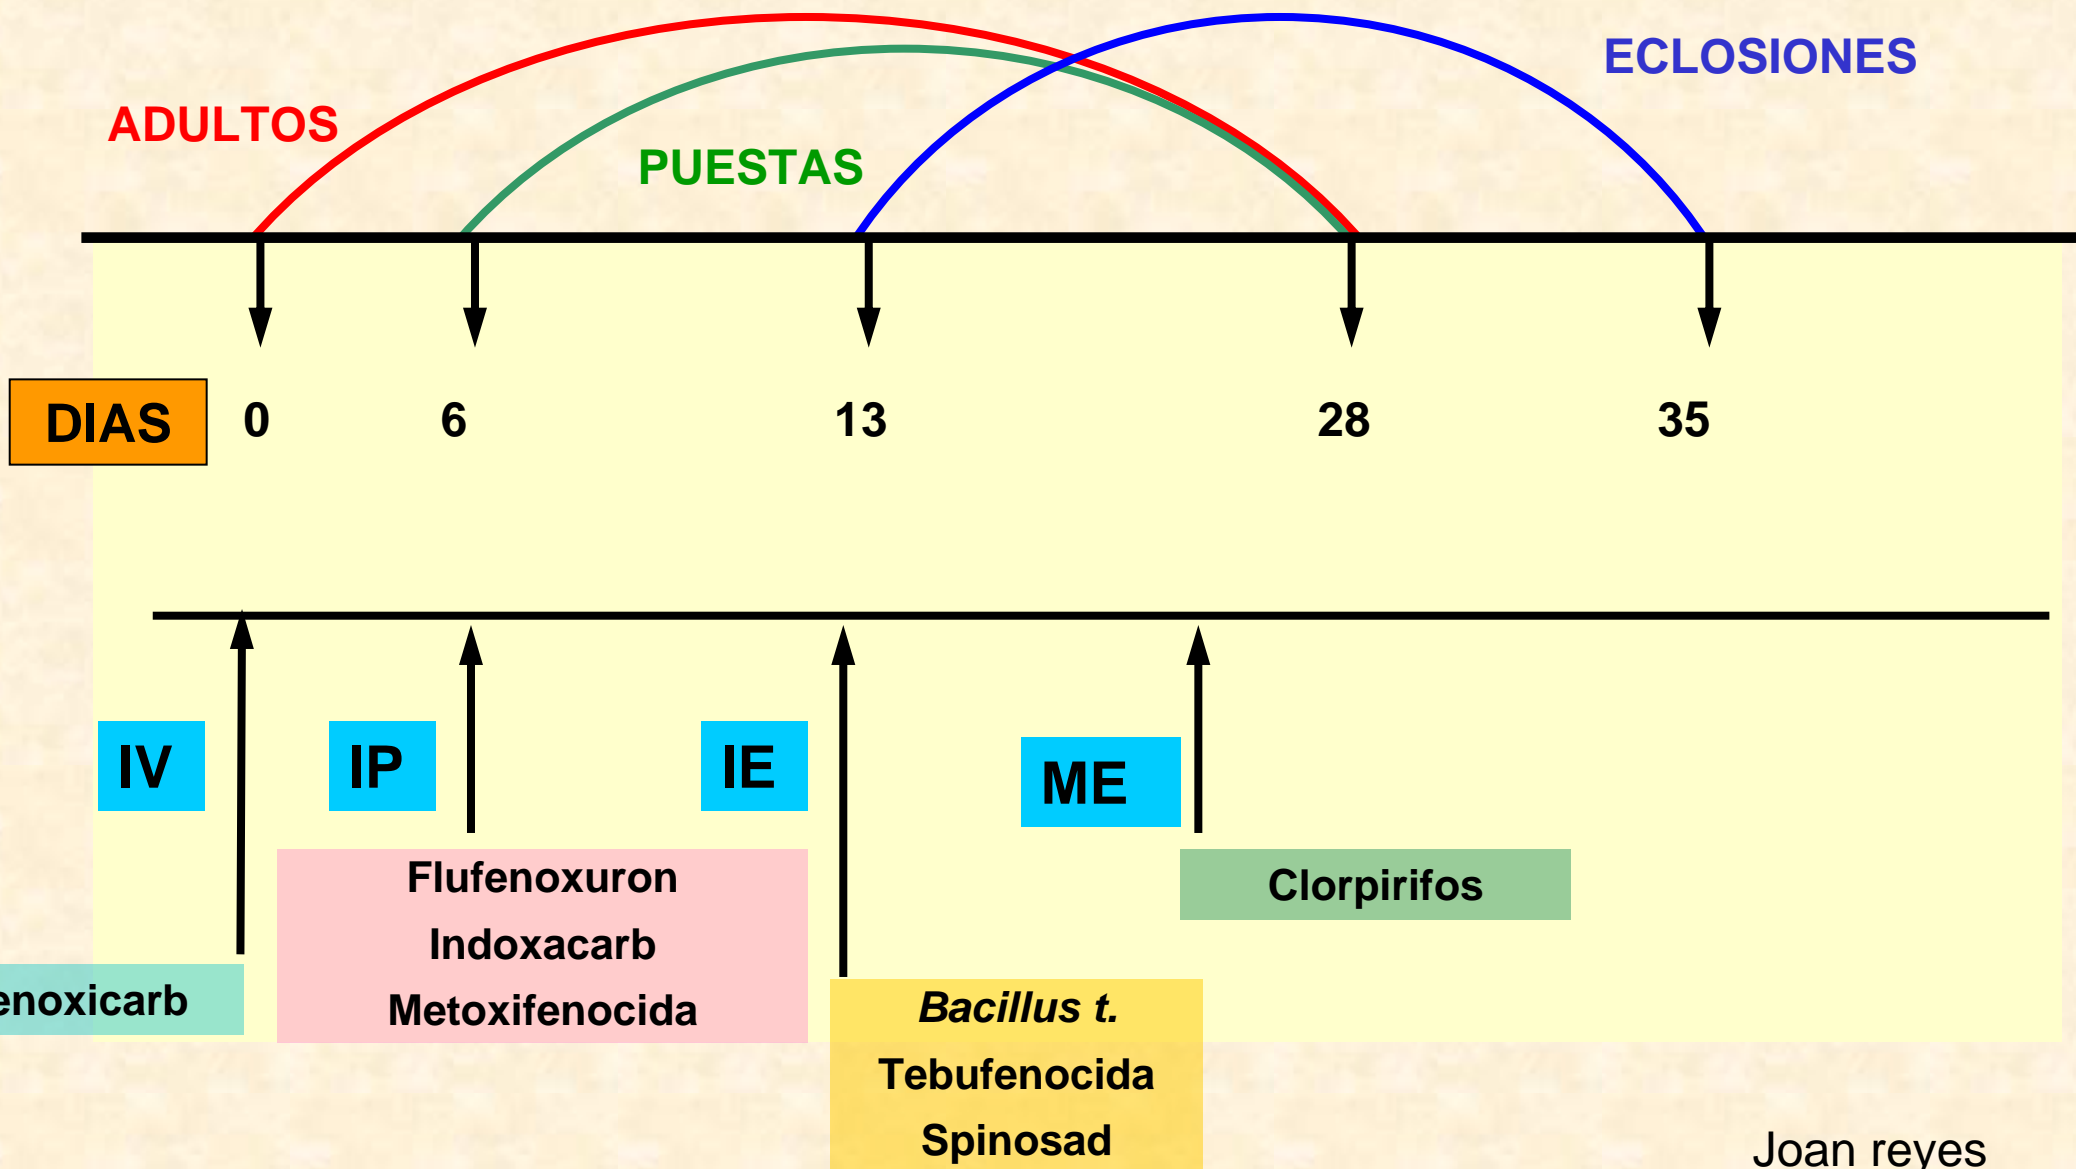 ECLOSIONES
ADULTOS
PUESTAS
DIAS 0 6 13 28 35
IV IP IE ME
Flufenoxuron
Indoxacarb
Metoxifenocida
Clorpirifos
enoxicarb
Bacillus t.
Tebufenocida
Spinosad
Joan reyes